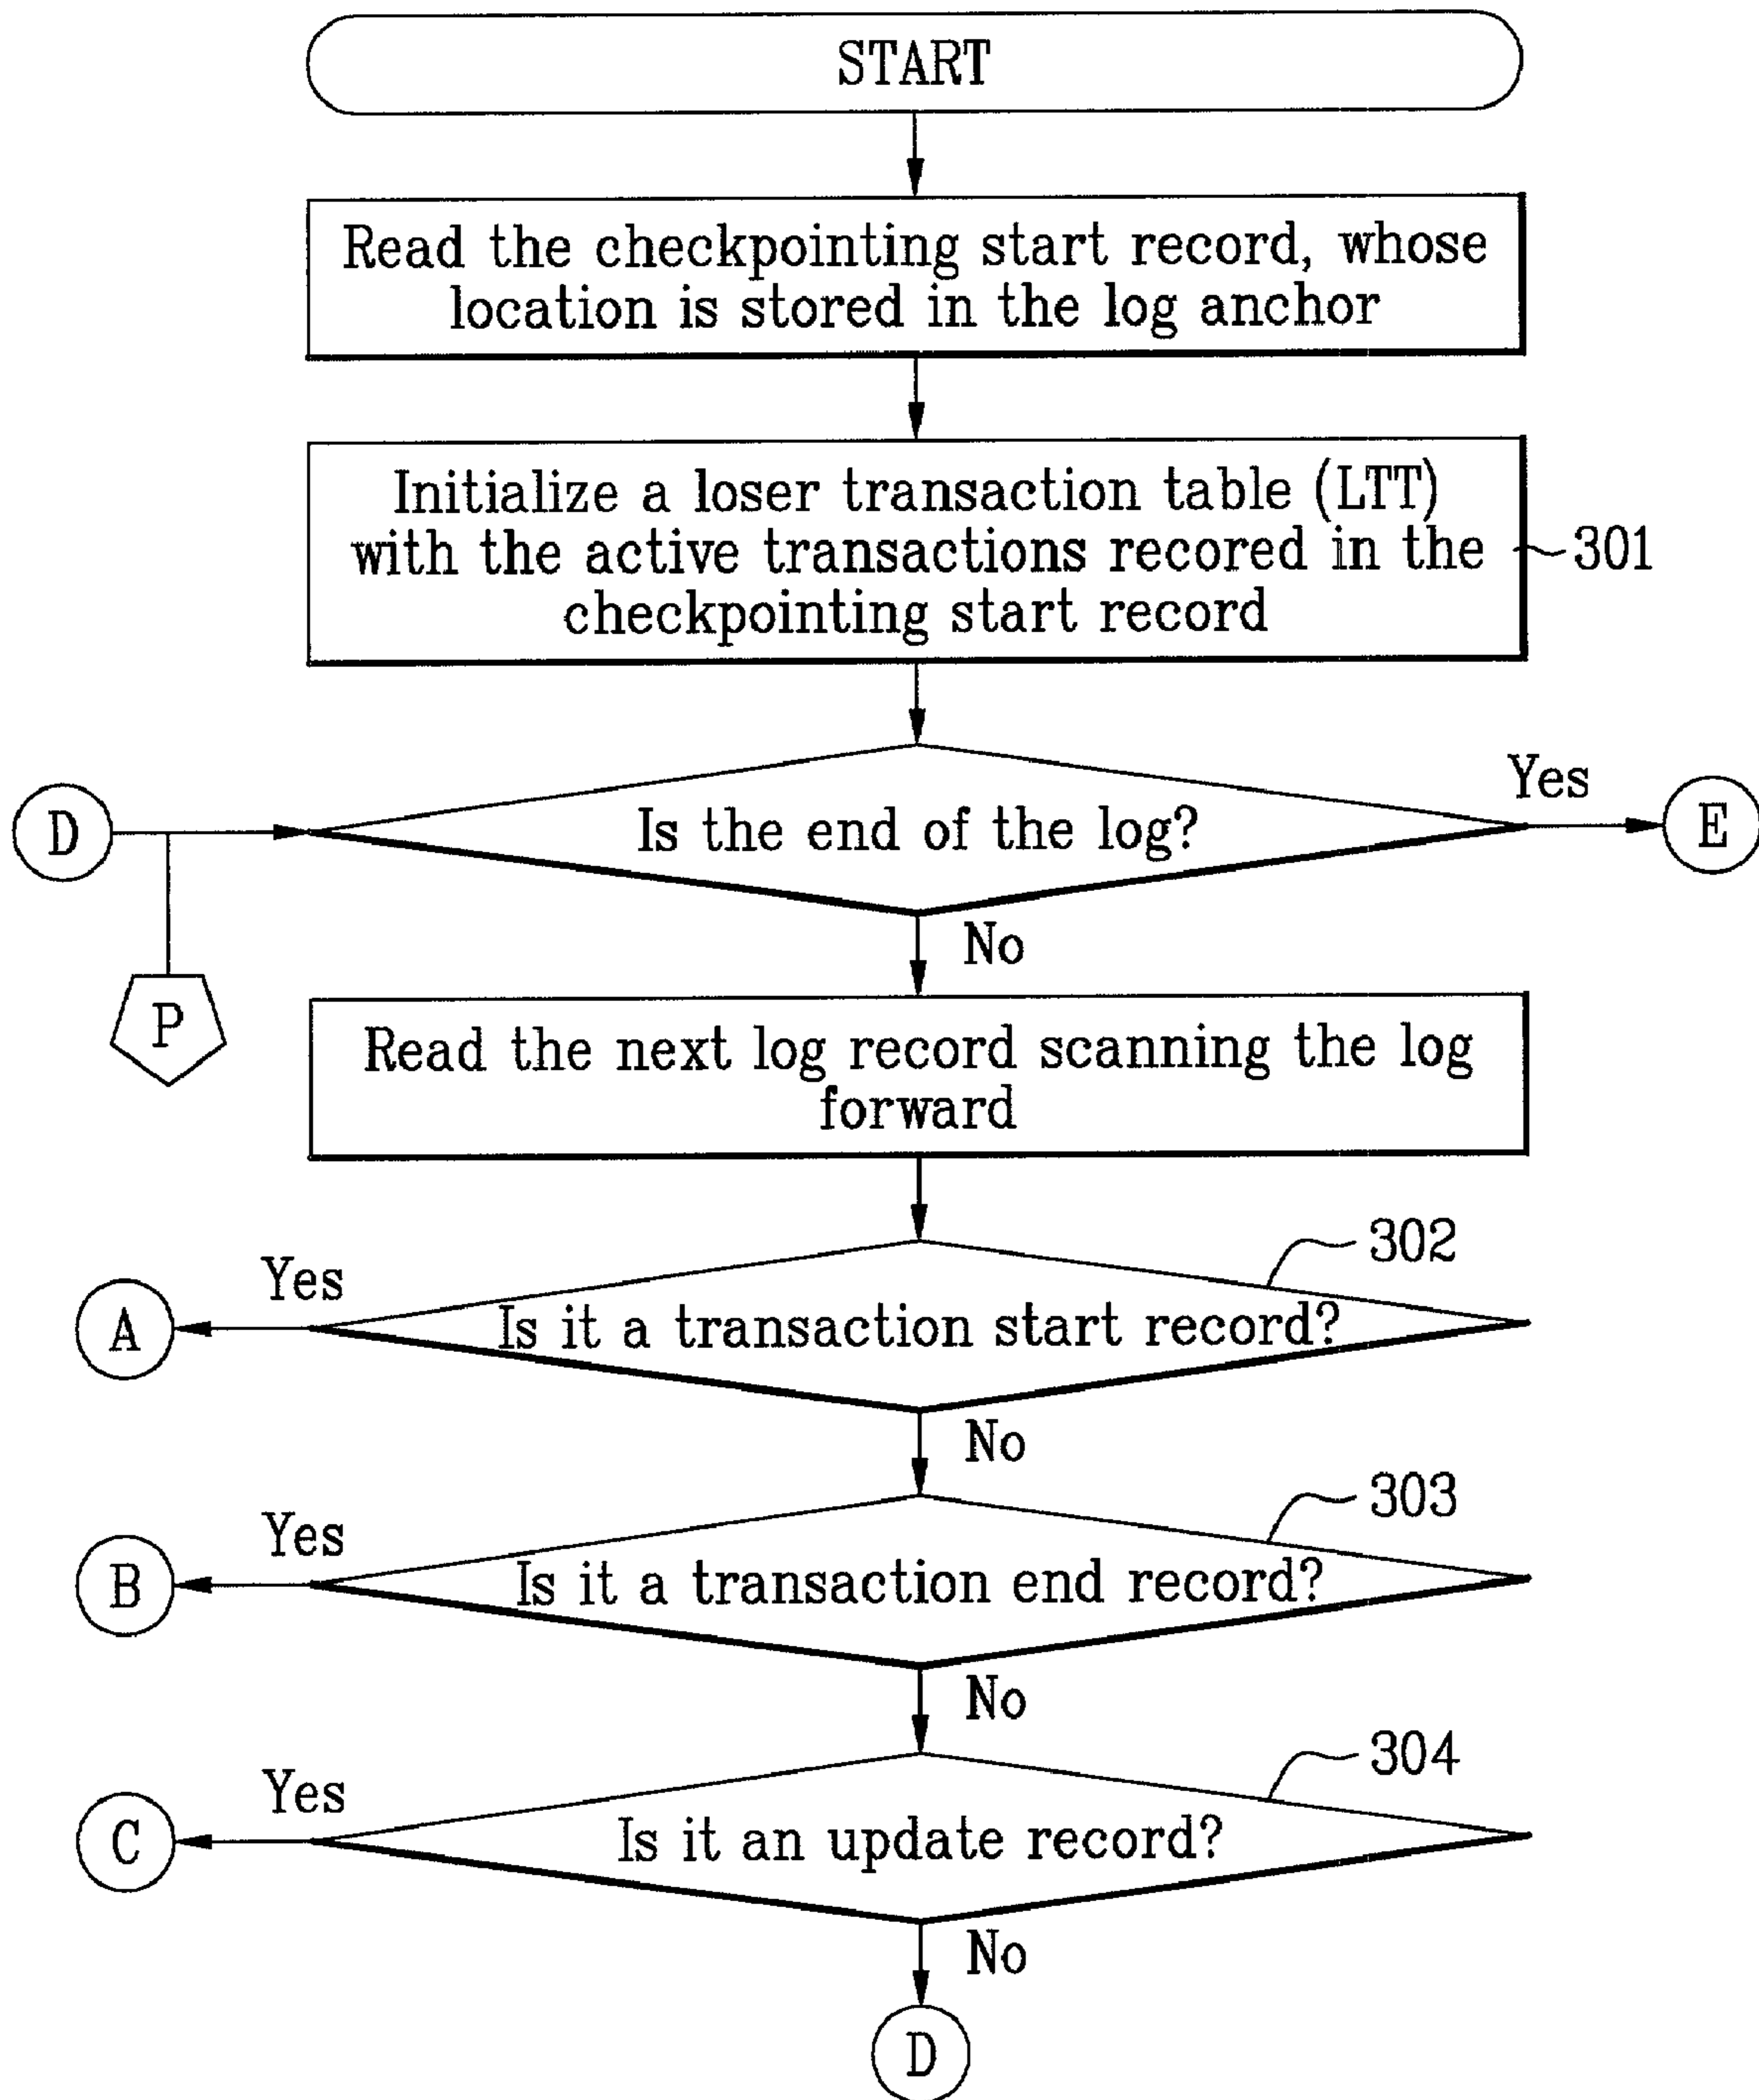 START
Read the checkpointing start record, whose
location is stored in the log anchor
Initialize a loser transaction table (LTT)
with the active transactions recored in the
checkpointing start record
301
D
Is the end of the log?
Yes
E
No
P
Read the next log record scanning the log
forward
302
Yes
A
Is it a transaction start record?
No
303
Yes
B
Is it a transaction end record?
No
304
Yes
C
Is it an update record?
No
D